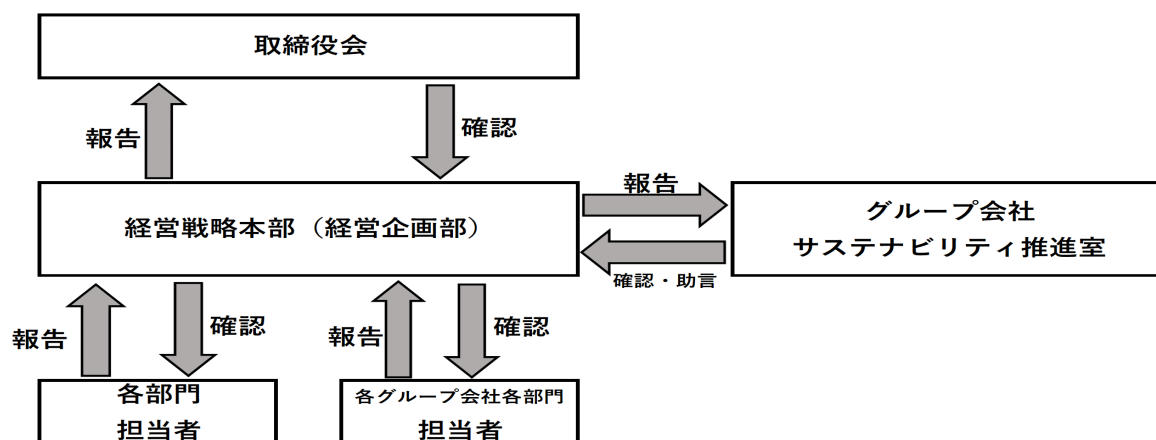 取締役会
報告
確認
経営戦略本部（経営企画部）
報告
確認・助言
グループ会社
サステナビリティ推進室
報告
確認
報告
確認
各部門
担当者
各グループ会社各部門
担当者